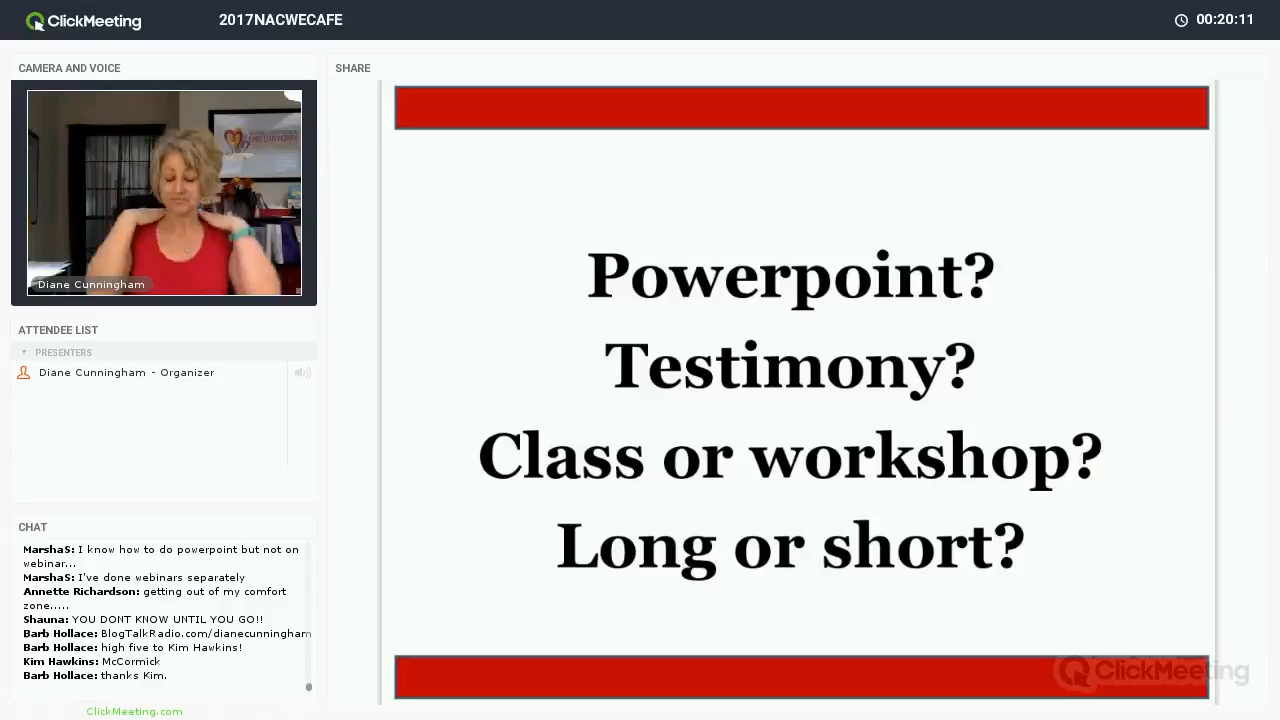 ClickMeeting
2017NACWECAFE
00:20:11
CAMERA AND VOICE
Diane Cunningham
ATTENDEE LIST
PRESENTERS
Diane Cunningham - Organizer
CHAT
MarshaS: I know how to do powerpoint but not on
webinar...
MarshaS: I've done webinars separately
Annette Richardson: getting out of my comfort
zone.....
Shauna: YOU DONT KNOW UNTIL YOU GO!!
Barb Hollace: BlogTalkRadio.com/dianecunningham
Barb Hollace: high five to Kim Hawkins!
Kim Hawkins: McCormick
Barb Hollace: thanks Kim.
ClickMeeting.com
SHARE
Powerpoint?
Testimony?
Class or workshop?
Long or short?
ClickMeeting